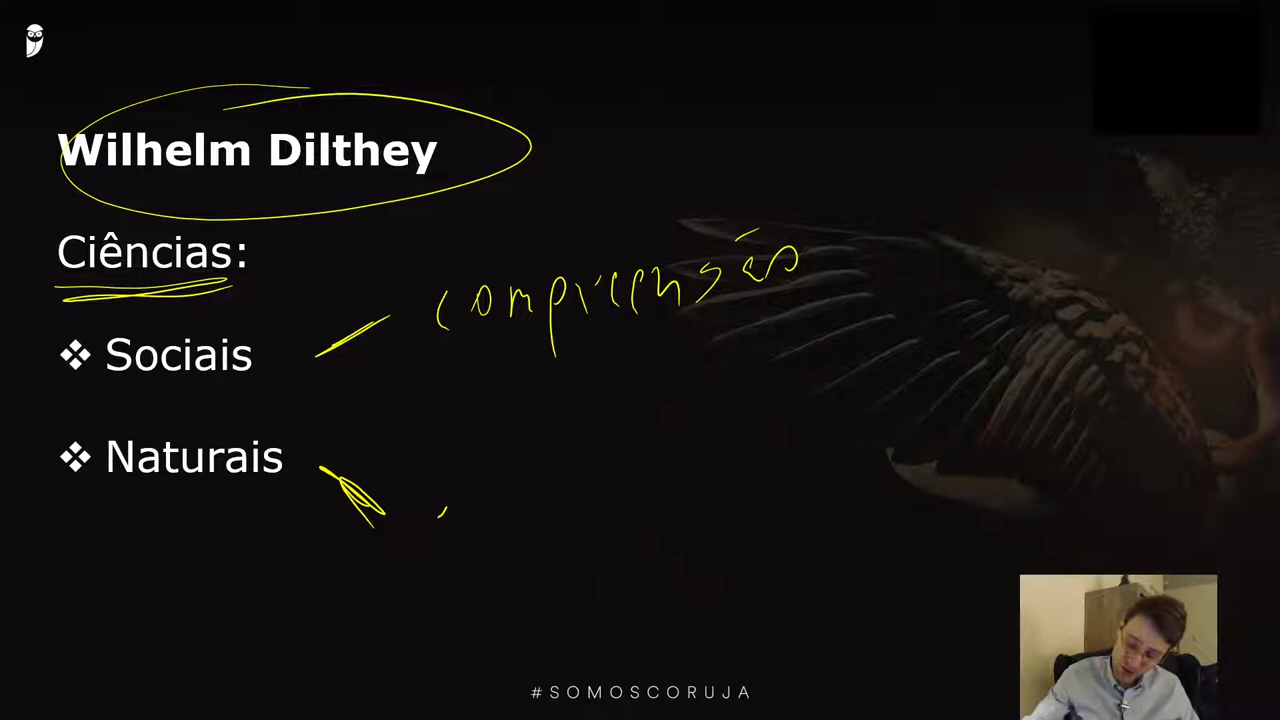 Wilhelm Dilthey
Ciências:
compreensão
❖ Sociais
❖ Naturais
#SOMOSCORUJA